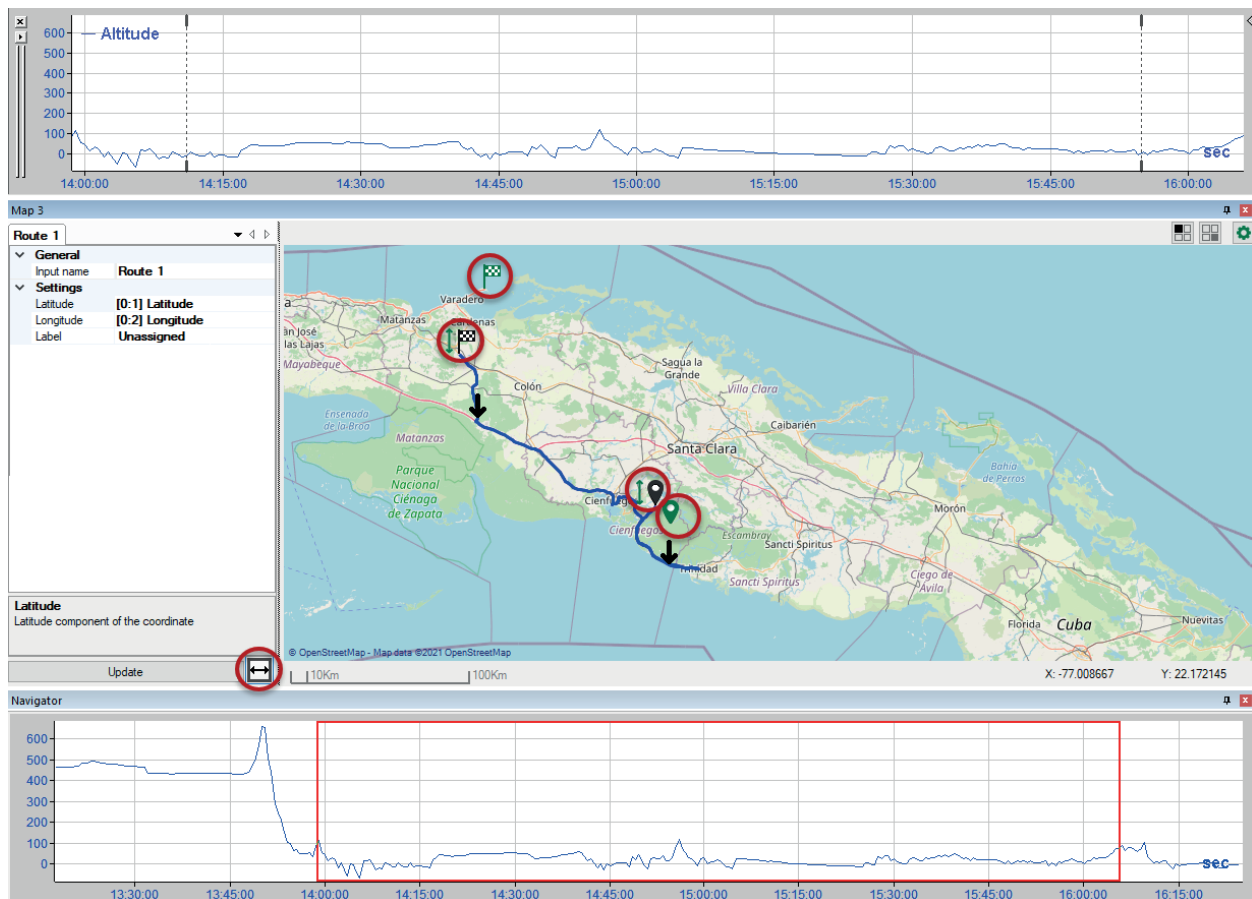 Altitude
600
500
400
300
200
100
0
sec
14:00:00 14:15:00 14:30:00 14:45:00 15:00:00 15:15:00 15:30:00 15:45:00 16:00:00
Map 3
Route 1
General
Input name Route 1
Settings
Latitude [0:1] Latitude
Longitude [0:2] Longitude
Label Unassigned
Latitude
Latitude component of the coordinate
Update
Varadero
Matanzas
Cárdenas
San José
de las Lajas
Mayabeque
Colón
Sagua la
Grande
Villa Clara
Ensenada
de la Broa
Matanzas
Caibarién
Santa Clara
Parque
Nacional
Ciénaga
de Zapata
Bahía
de Perros
Cienfuegos
Morón
Cienfuegos
Escambray
Sancti Spiritus
Trinidad
Sancti Spiritus
Ciego de
Ávila
Florida
Cuba
Nuevitas
© OpenStreetMap - Map data ©2021 OpenStreetMap
10Km 100Km
X: -77.008667 Y: 22.172145
Navigator
600
500
400
300
200
100
0
sec
13:30:00 13:45:00 14:00:00 14:15:00 14:30:00 14:45:00 15:00:00 15:15:00 15:30:00 15:45:00 16:00:00 16:15:00